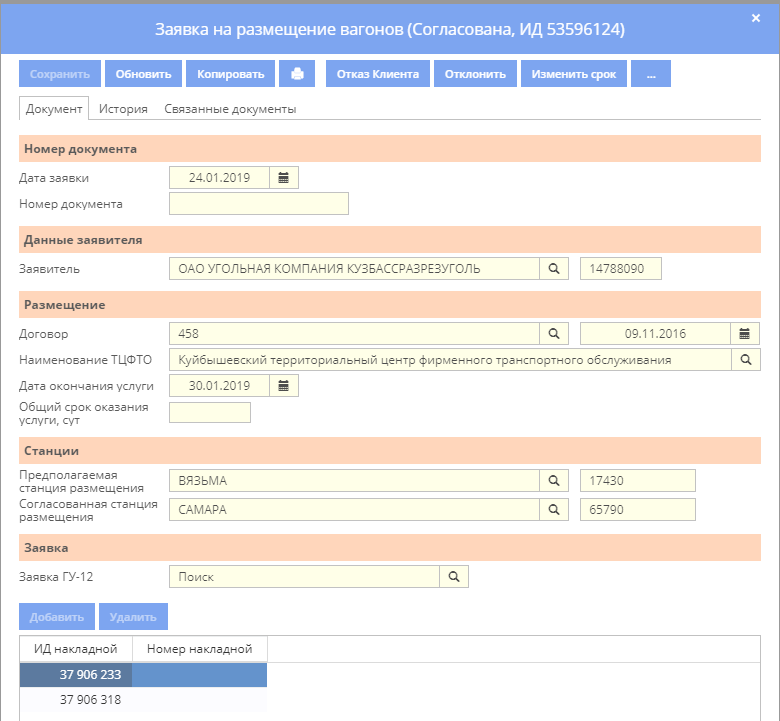 Заявка на размещение вагонов (Согласована, ИД 53596124) ×
Сохранить Обновить Копировать Отказ Клиента Отклонить Изменить срок ...
Документ История Связанные документы
Номер документа
Дата заявки 24.01.2019
Номер документа
Данные заявителя
Заявитель ОАО УГОЛЬНАЯ КОМПАНИЯ КУЗБАССРАЗРЕЗУГОЛЬ 14788090
Размещение
Договор 458 09.11.2016
Наименование ТЦФТО Куйбышевский территориальный центр фирменного транспортного обслуживания
Дата окончания услуги 30.01.2019
Общий срок оказания
услуги, сут
Станции
Предполагаемая
станция размещения ВЯЗЬМА 17430
Согласованная станция
размещения САМАРА 65790
Заявка
Заявка ГУ-12 Поиск
Добавить Удалить
ИД накладной Номер накладной
37 906 233
37 906 318